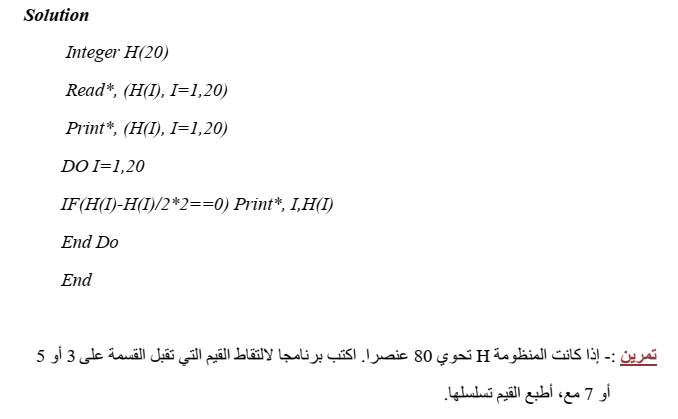 Solution
Integer H(20)
Read*, (H(I), I=1,20)
Print*, (H(I), I=1,20)
DO I=1,20
IF(H(I)-H(I)/2*2==0) Print*, I,H(I)
End Do
End
تمرين :- إذا كانت المنظومة H تحوي 80 عنصرا. اكتب برنامجا لالتقاط القيم التي تقبل القسمة على 3 أو 5
أو 7 مع، أطبع القيم تسلسلها.